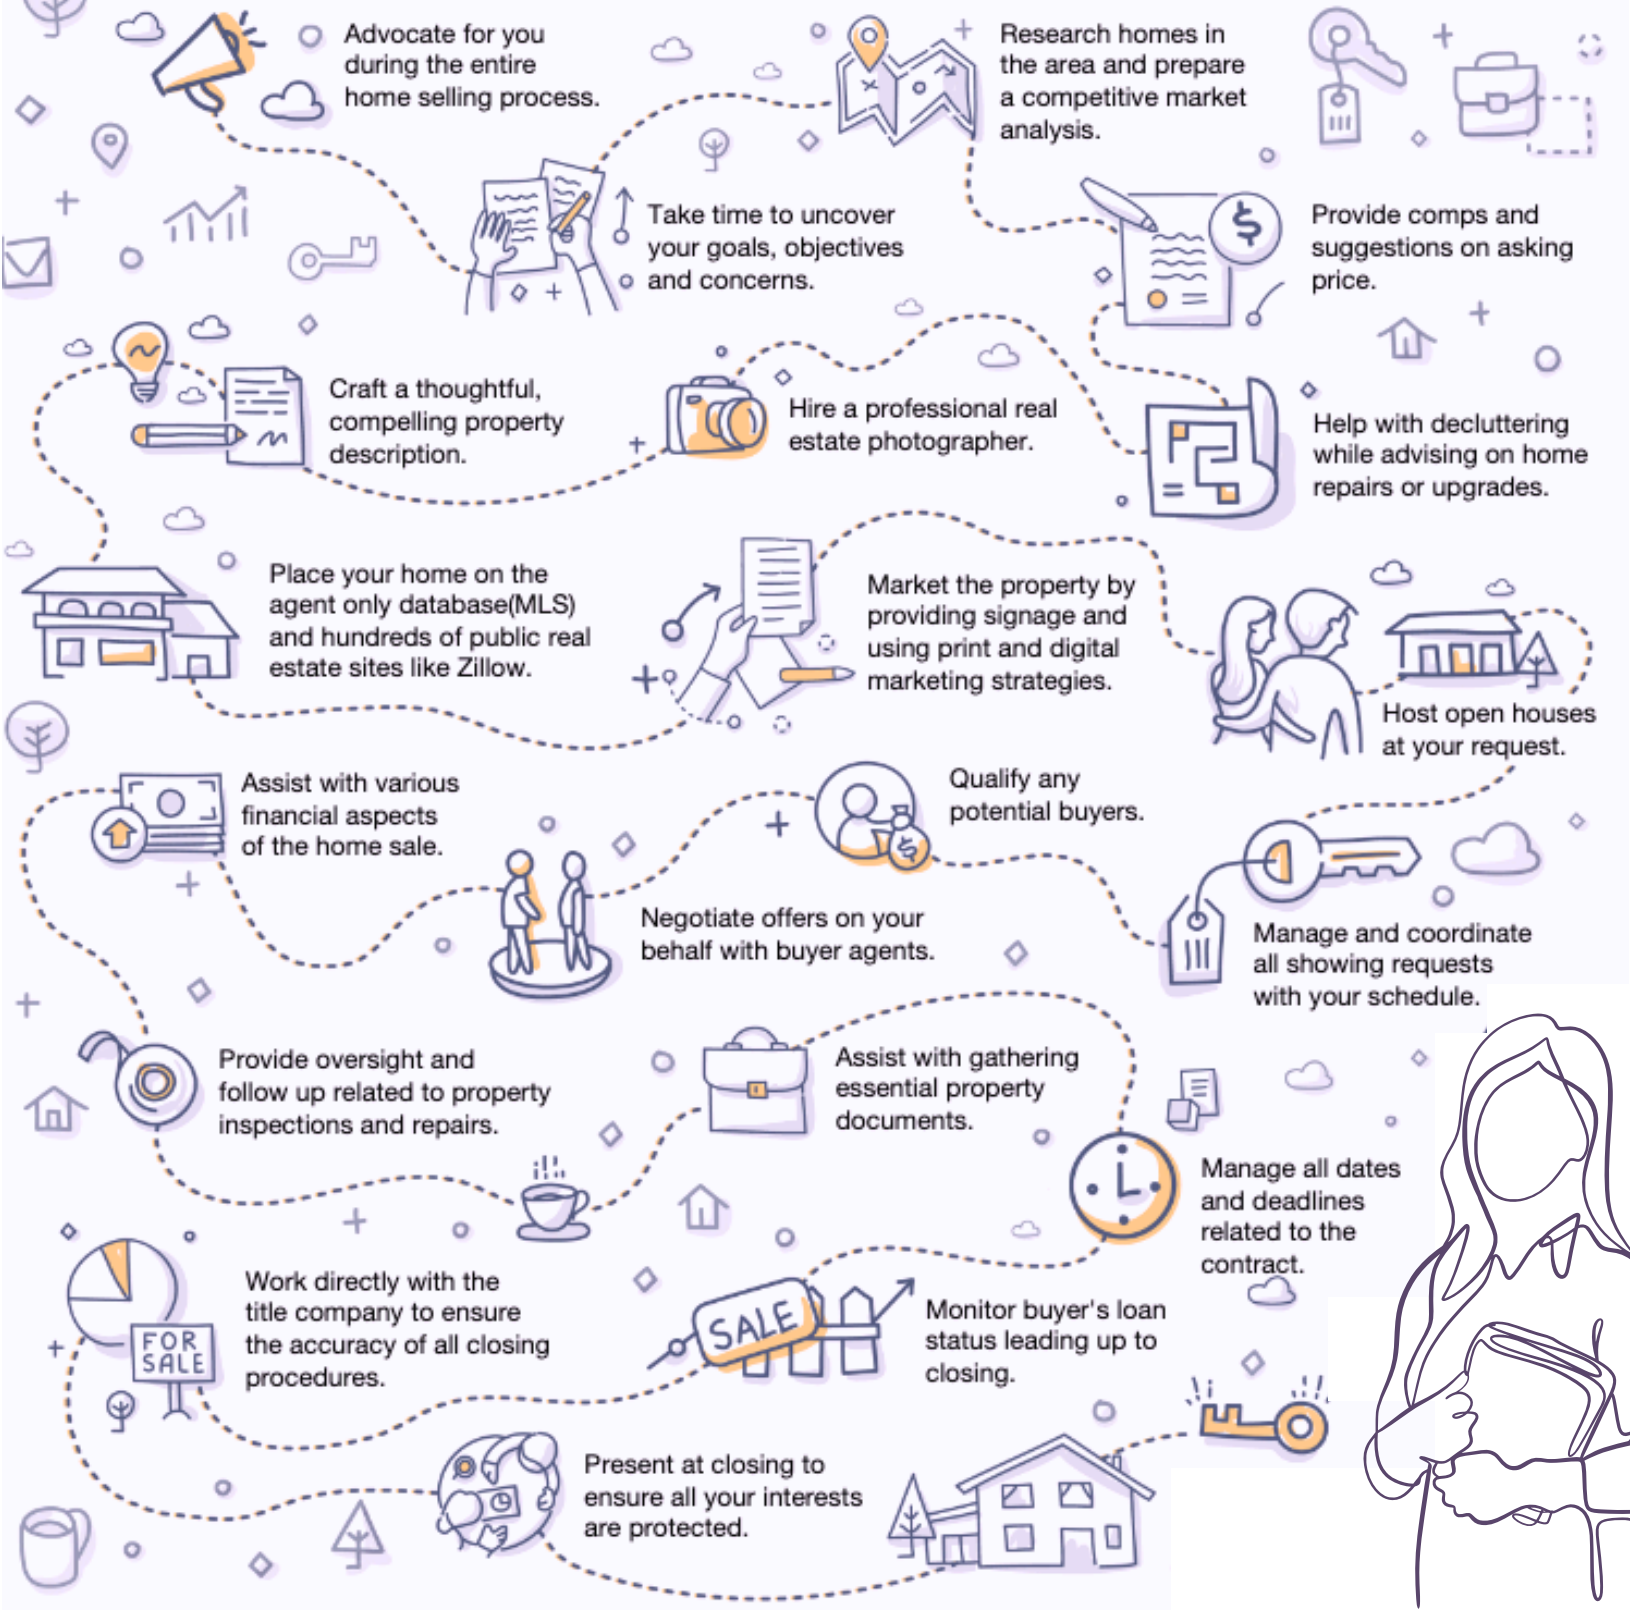 Advocate for you
during the entire
home selling process.
Take time to uncover
your goals, objectives
and concerns.
Research homes in
the area and prepare
a competitive market
analysis.
Provide comps and
suggestions on asking
price.
Help with decluttering
while advising on home
repairs or upgrades.
Hire a professional real
estate photographer.
Craft a thoughtful,
compelling property
description.
Place your home on the
agent only database(MLS)
and hundreds of public real
estate sites like Zillow.
Market the property by
providing signage and
using print and digital
marketing strategies.
Host open houses
at your request.
Manage and coordinate
all showing requests
with your schedule.
Qualify any
potential buyers.
Negotiate offers on your
behalf with buyer agents.
Assist with various
financial aspects
of the home sale.
Provide oversight and
follow up related to property
inspections and repairs.
Assist with gathering
essential property
documents.
Manage all dates
and deadlines
related to the
contract.
SALE
Monitor buyer's loan
status leading up to
closing.
FOR
SALE
Work directly with the
title company to ensure
the accuracy of all closing
procedures.
Present at closing to
ensure all your interests
are protected.